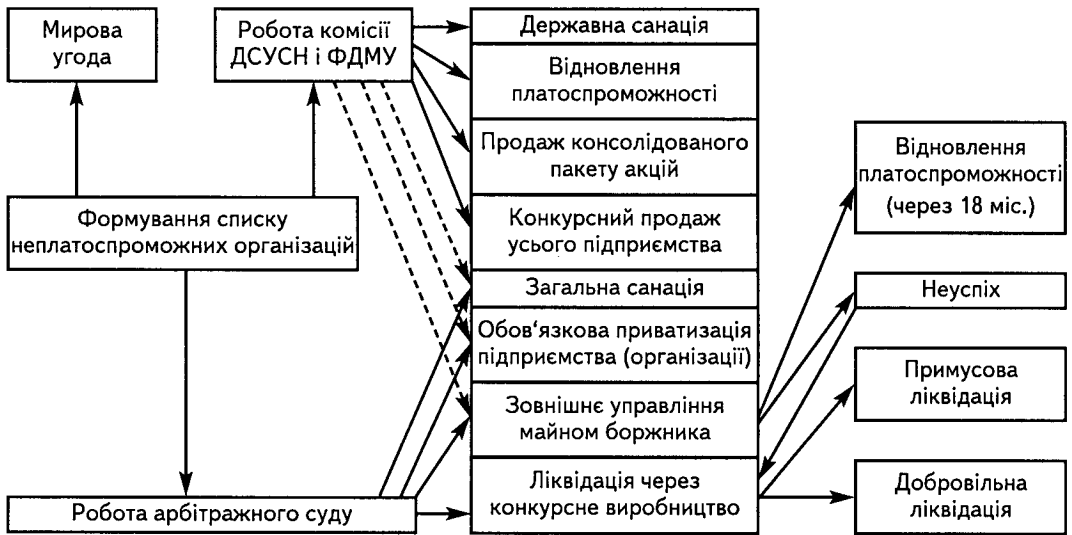 Мирова
угода
Робота комісії
ДСУСН і ФДМУ
Державна санація
Відновлення
платоспроможності
Продаж консолідованого
пакету акцій
Конкурсний продаж
усього підприємства
Загальна санація
Обов‘язкова приватизація
підприємства (організації)
Зовнішнє управління
майном боржника
Ліквідація через
конкурсне виробництво
Формування списку
неплатоспроможних організацій
Робота арбітражного суду
Відновлення
платоспроможності
(через 18 міс.)
Неуспіх
Примусова
ліквідація
Добровільна
ліквідація